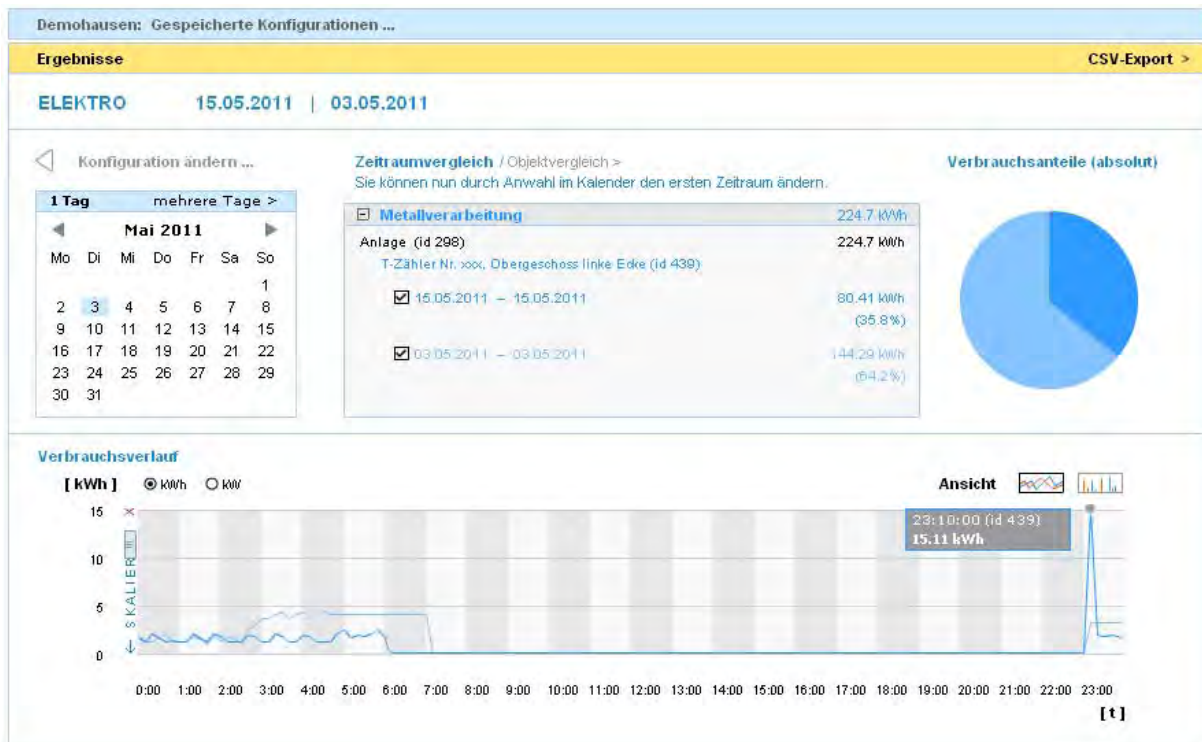 Demohausen: Gespeicherte Konfigurationen ...
Ergebnisse CSV-Export >
ELEKTRO 15.05.2011 | 03.05.2011
Konfiguration ändern ...
1 Tag mehrere Tage >
Mai 2011
Mo Di Mi Do Fr Sa So
1
2 3 4 5 6 7 8
9 10 11 12 13 14 15
16 17 18 19 20 21 22
23 24 25 26 27 28 29
30 31
Zeitraumvergleich / Objektvergleich >
Sie können nun durch Anwahl im Kalender den ersten Zeitraum ändern.
Metallverarbeitung 224.7 kWh
Anlage (id 298) 224.7 kWh
T-Zähler Nr. xxx, Obergeschoss linke Ecke (id 439)
15.05.2011 – 15.05.2011 80.41 kWh
(35.8%)
03.05.2011 – 03.05.2011 144.29 kWh
(64.2%)
Verbrauchsanteile (absolut)
Verbrauchsverlauf
[ kWh ] kWh kW Ansicht
23:10:00 (id 439)
15.11 kWh
15
10
5
0
SKALIER
0:00 1:00 2:00 3:00 4:00 5:00 6:00 7:00 8:00 9:00 10:00 11:00 12:00 13:00 14:00 15:00 16:00 17:00 18:00 19:00 20:00 21:00 22:00 23:00
[ t ]